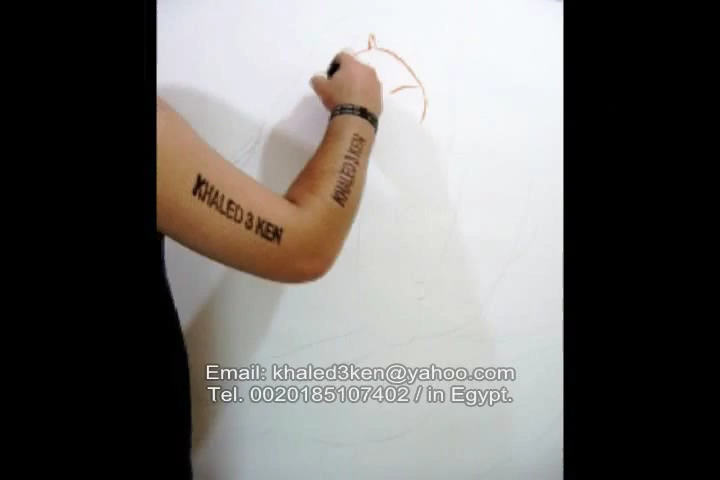 KHALED 3 KEN
KHALED 3 KEN
Email: khaled3ken@yahoo.com
Tel. 0020185107402 / in Egypt.